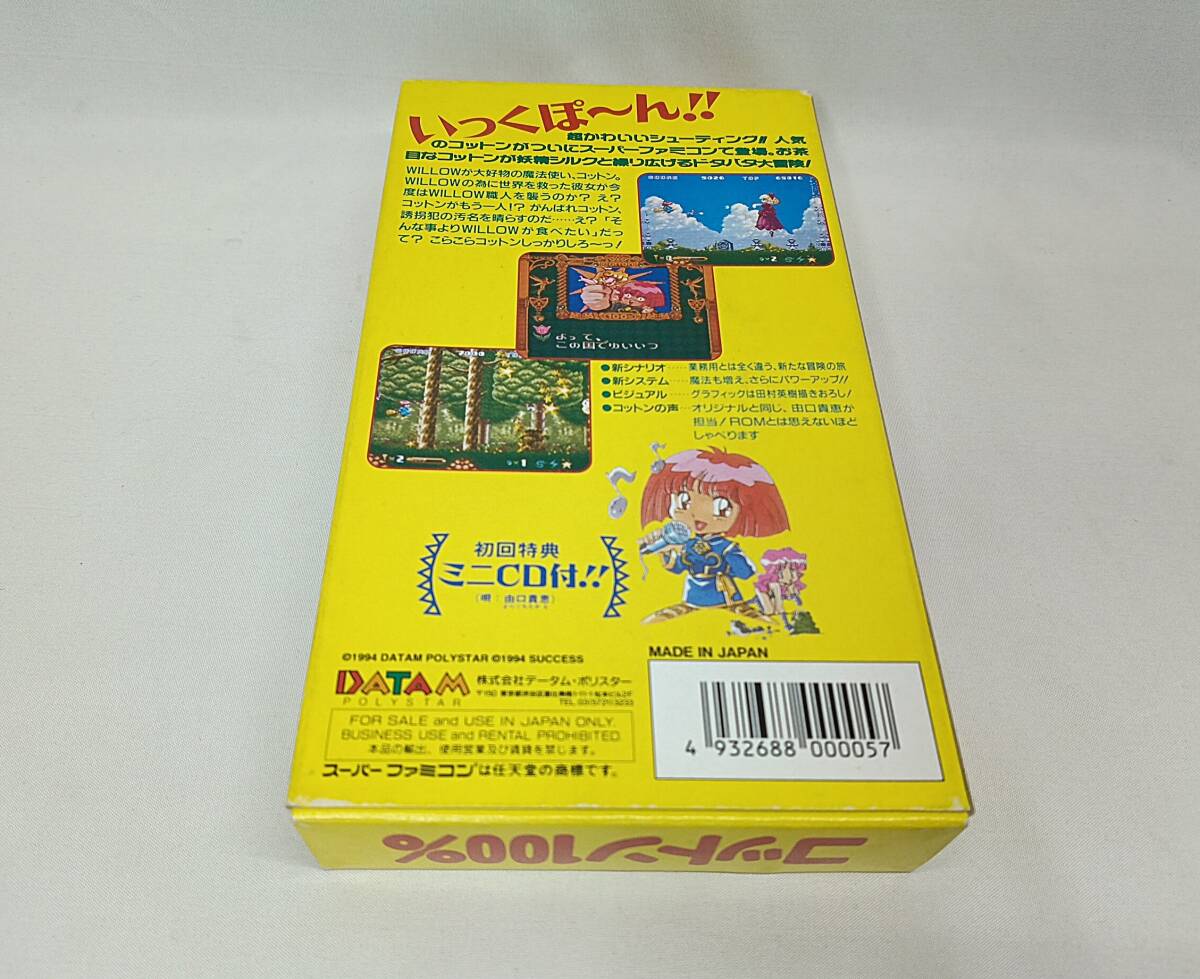 いっくぽ〜ん!!
超かわいいシューティング!! 人気
のコットンがついにスーパーファミコンで登場。お茶
目なコットンが妖精シルクと繰り広げるドタバタ大冒険!
WILLOWが大好物の魔法使い、コットン。
WILLOWの為に世界を救った彼女が今
度はWILLOW職人を襲うのか? え?
コットンがもう一人!? がんばれコットン、
誘拐犯の汚名を晴らすのだ……え?「そ
んな事よりWILLOWが食べたい」だっ
て? こらこらコットンしっかりしろ〜っ!
5026 TOP 65816
2
100%
よって、
この国でゆいいつ
7000
2
1
●新シナリオ……業務用とは全く違う、新たな冒険の旅
●新システム……魔法も増え、さらにパワーアップ!!
●ビジュアル……グラフィックは田村英樹描きおろし!
●コットンの声…オリジナルと同じ、由口貴恵が
担当! ROMとは思えないほど
しゃべります
初回特典
ミニCD付!!
(唄：由口貴恵)
©1994 DATAM POLYSTAR ©1994 SUCCESS
DATAM
POLYSTAR
株式会社データム・ポリスター
FOR SALE and USE IN JAPAN ONLY.
BUSINESS USE and RENTAL PROHIBITED.
本品の輸出、使用営業及び賃貸を禁じます。
スーパーファミコンは任天堂の商標です。
MADE IN JAPAN
4 932688 000057
コットン100%